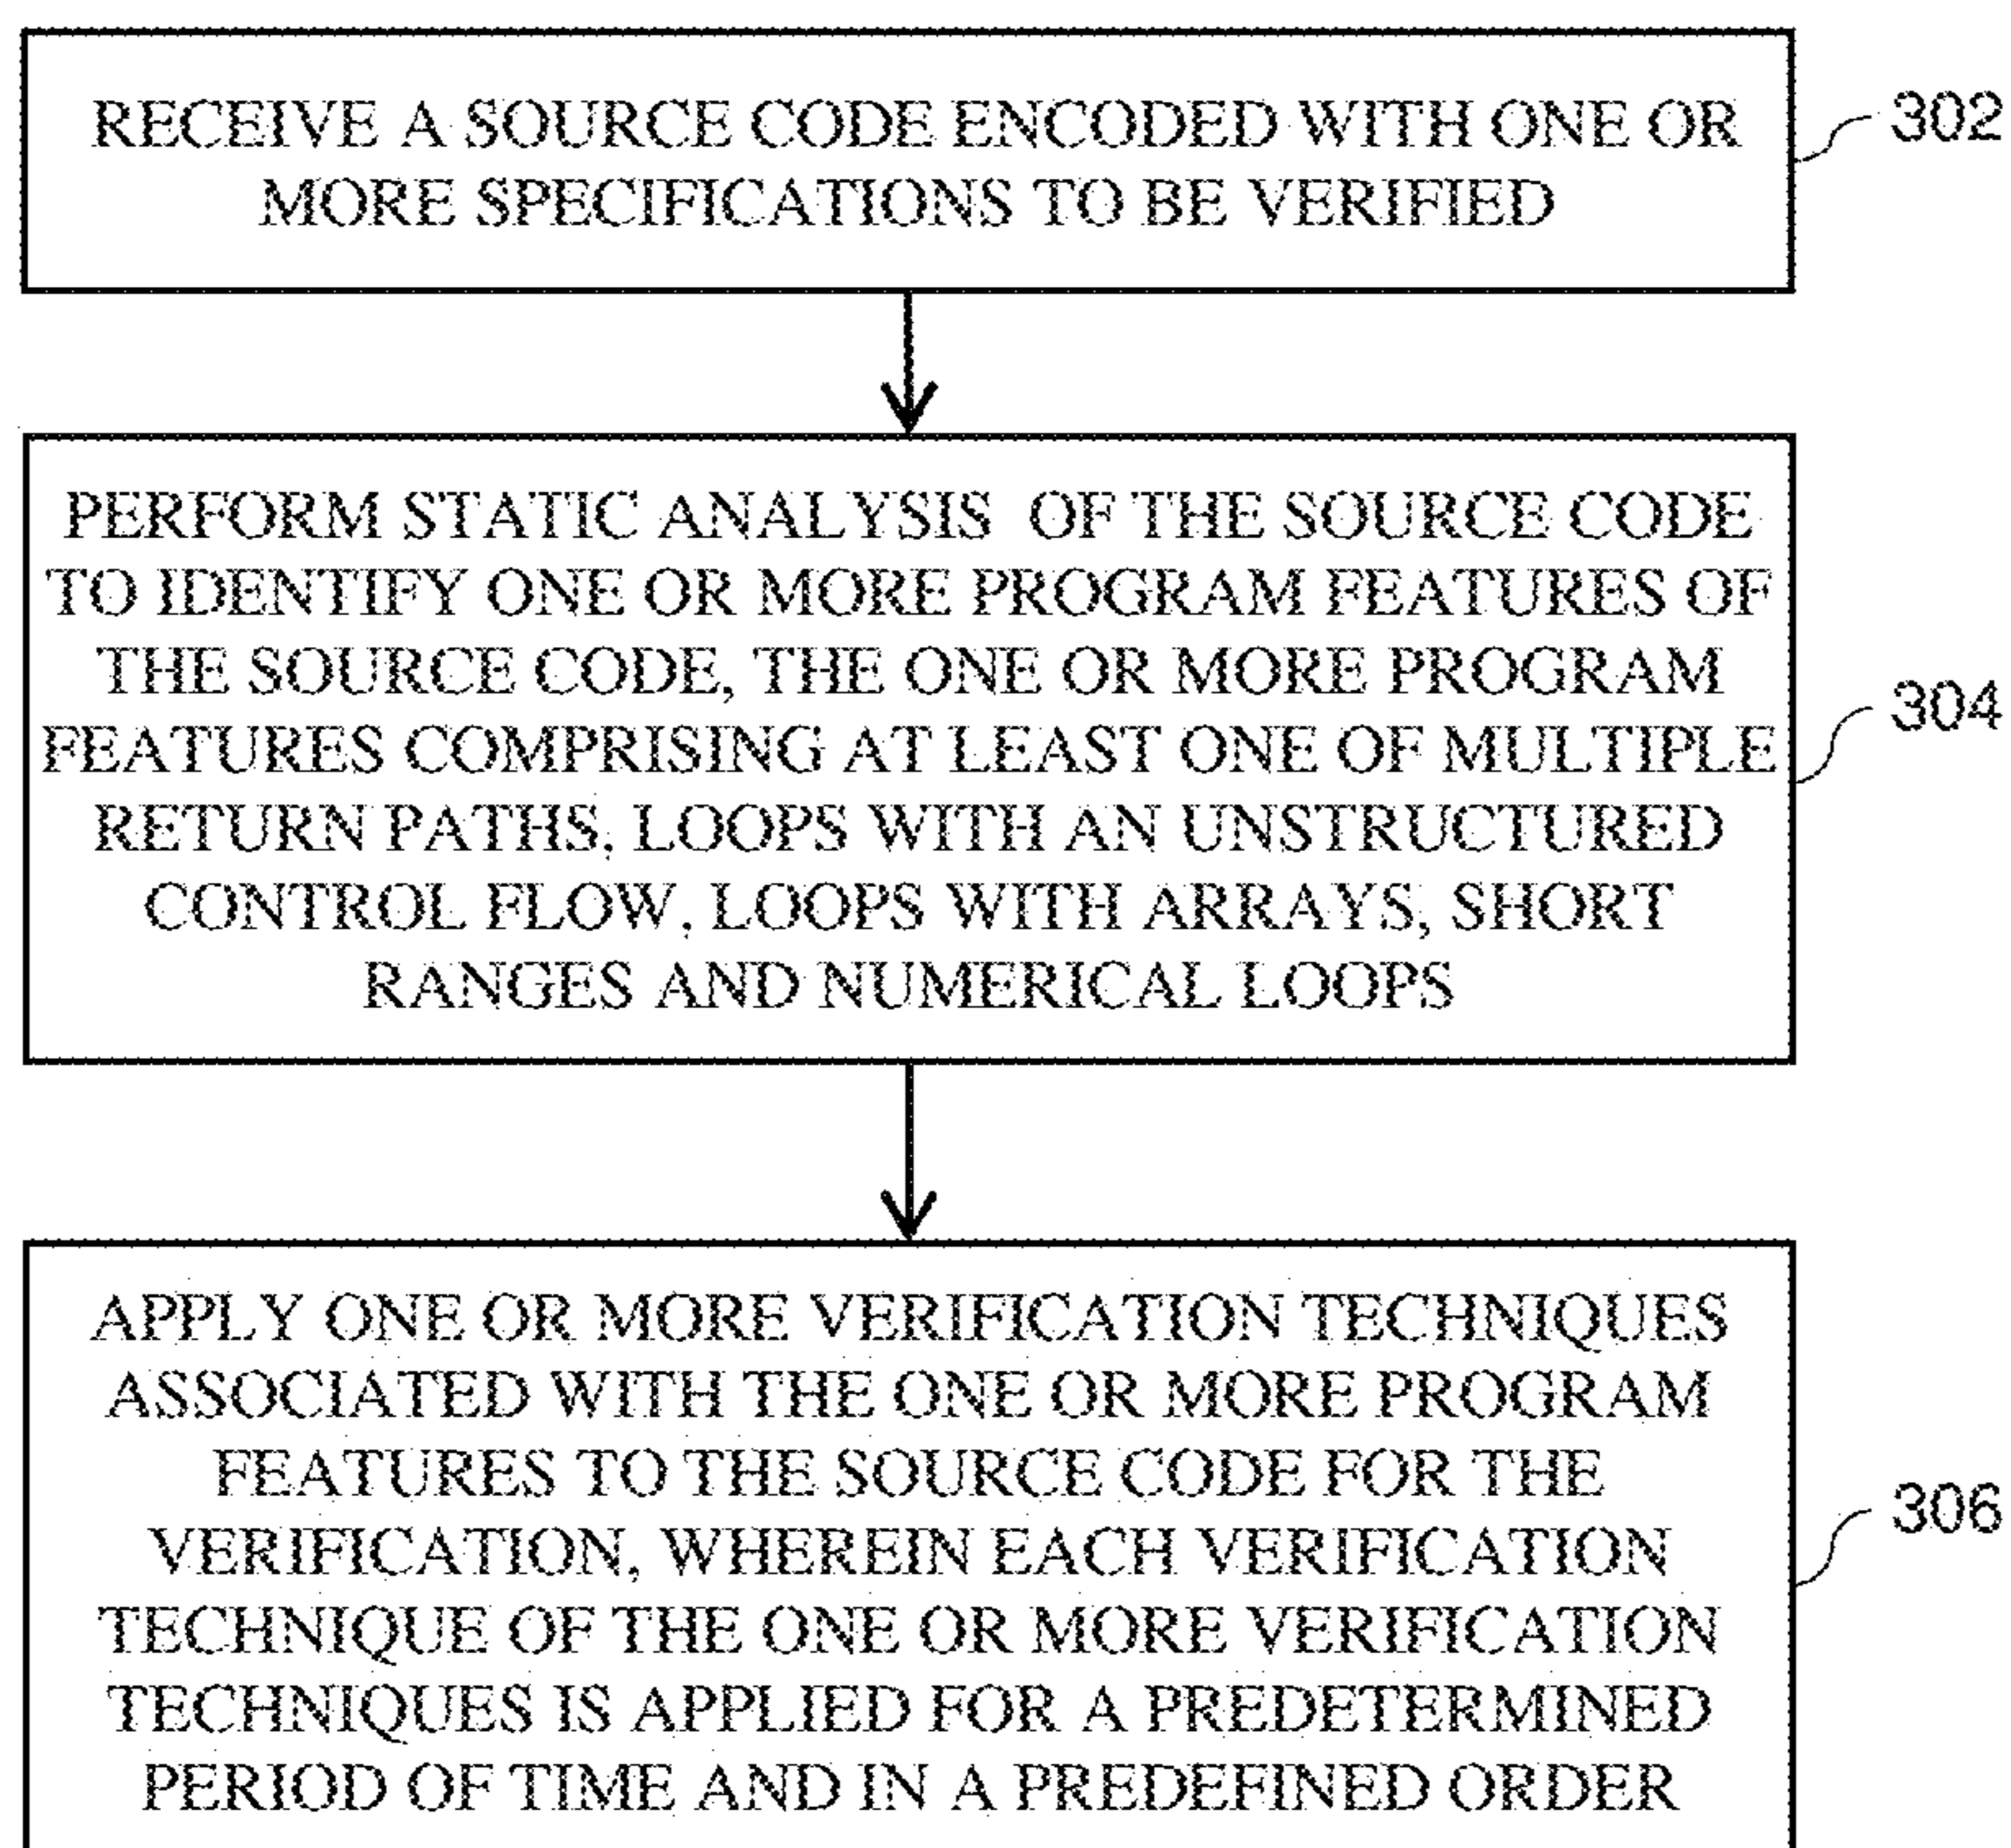 RECEIVE A SOURCE CODE ENCODED WITH ONE OR
MORE SPECIFICATIONS TO BE VERIFIED
302
PERFORM STATIC ANALYSIS OF THE SOURCE CODE
TO IDENTIFY ONE OR MORE PROGRAM FEATURES OF
THE SOURCE CODE, THE ONE OR MORE PROGRAM
FEATURES COMPRISING AT LEAST ONE OF MULTIPLE
RETURN PATHS, LOOPS WITH AN UNSTRUCTURED
CONTROL FLOW, LOOPS WITH ARRAYS, SHORT
RANGES AND NUMERICAL LOOPS
304
APPLY ONE OR MORE VERIFICATION TECHNIQUES
ASSOCIATED WITH THE ONE OR MORE PROGRAM
FEATURES TO THE SOURCE CODE FOR THE
VERIFICATION, WHEREIN EACH VERIFICATION
TECHNIQUE OF THE ONE OR MORE VERIFICATION
TECHNIQUES IS APPLIED FOR A PREDETERMINED
PERIOD OF TIME AND IN A PREDEFINED ORDER
306